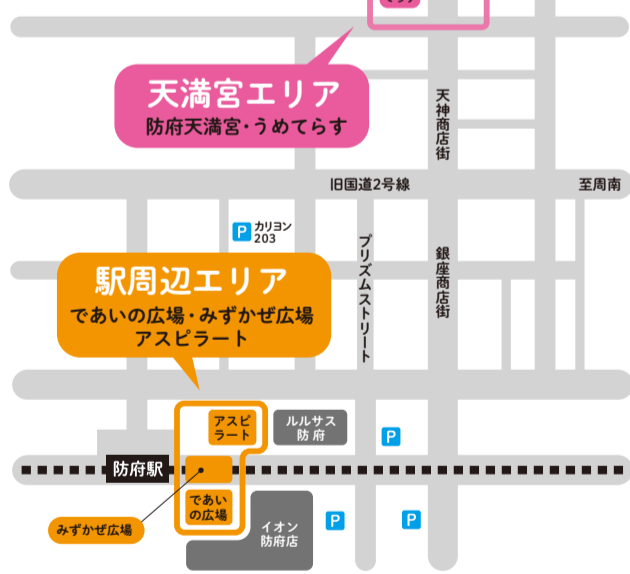 天満宮エリア
防府天満宮・うめてらす
天神商店街
旧国道2号線
至周南
P
カリヨン
203
プリズムストリート
銀座商店街
駅周辺エリア
であいの広場・みずかぜ広場
アスピラート
アスピ
ラート
ルルサス
防府
P
防府駅
であい
の広場
みずかぜ広場
イオン
防府店
P
P